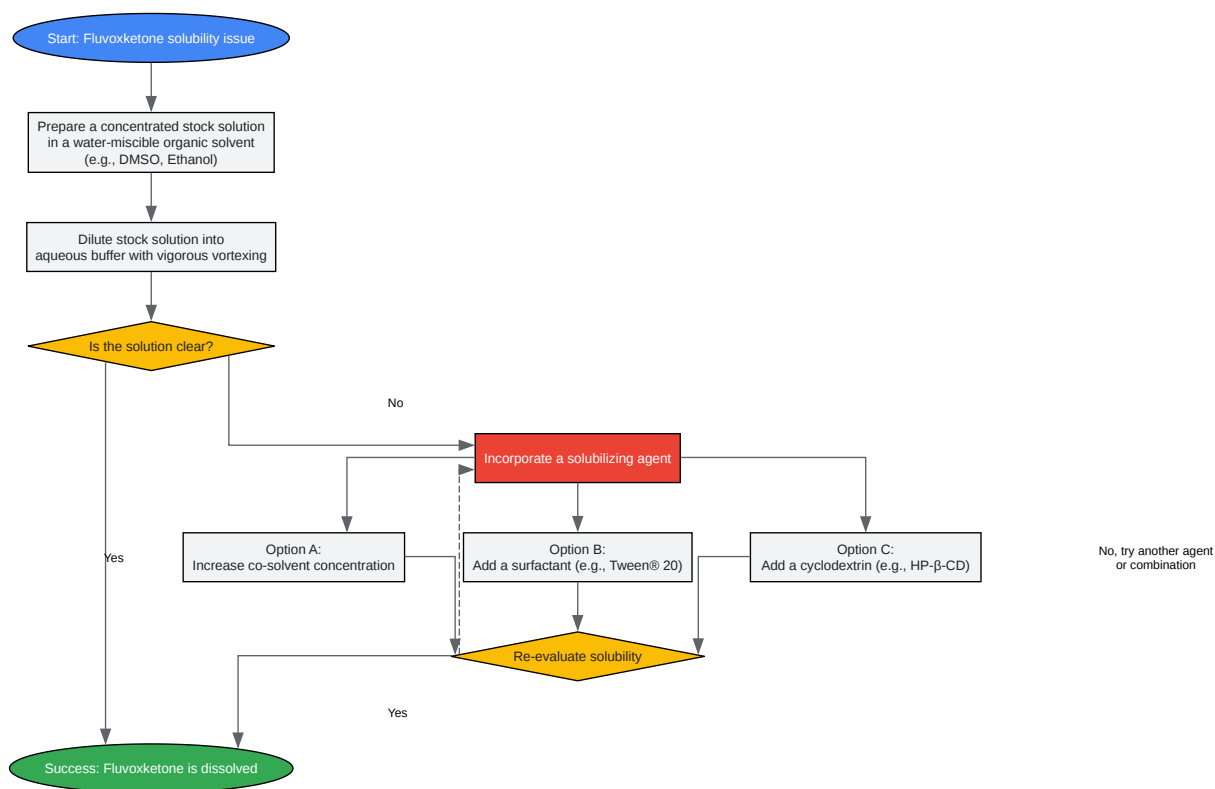 Start: Fluvoxketone solubility issue
Prepare a concentrated stock solution
in a water-miscible organic solvent
(e.g., DMSO, Ethanol)
Dilute stock solution into
aqueous buffer with vigorous vortexing
Is the solution clear?
No
Incorporate a solubilizing agent
Option A:
Increase co-solvent concentration
Option B:
Add a surfactant (e.g., Tween® 20)
Option C:
Add a cyclodextrin (e.g., HP-β-CD)
No, try another agent
or combination
Yes
Re-evaluate solubility
Yes
Success: Fluvoxketone is dissolved